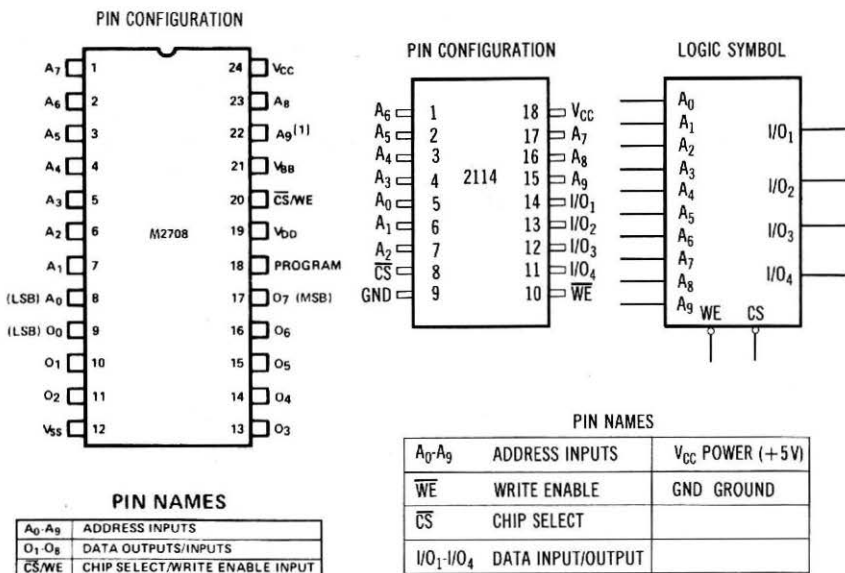 PIN CONFIGURATION
A7 1 24 VCC
A6 2 23 A8
A5 3 22 A9(1)
A4 4 21 VBB
A3 5 20 C̅S̅/WE
A2 6 M2708 19 VDD
A1 7 18 PROGRAM
(LSB) A0 8 17 O7 (MSB)
(LSB) O0 9 16 O6
O1 10 15 O5
O2 11 14 O4
VSS 12 13 O3
PIN NAMES
A0-A9 ADDRESS INPUTS
O1-O8 DATA OUTPUTS/INPUTS
C̅S̅/WE CHIP SELECT/WRITE ENABLE INPUT
PIN CONFIGURATION
A6 1 18 VCC
A5 2 17 A7
A4 3 16 A8
A3 4 2114 15 A9
A0 5 14 I/O1
A1 6 13 I/O2
A2 7 12 I/O3
C̅S̅ 8 11 I/O4
GND 9 10 W̅E̅
LOGIC SYMBOL
A0
A1 I/O1
A2
A3 I/O2
A4
A5
A6 I/O3
A7
A8 I/O4
A9 WE CS
PIN NAMES
A0-A9 ADDRESS INPUTS VCC POWER (+5V)
W̅E̅ WRITE ENABLE GND GROUND
C̅S̅ CHIP SELECT
I/O1-I/O4 DATA INPUT/OUTPUT